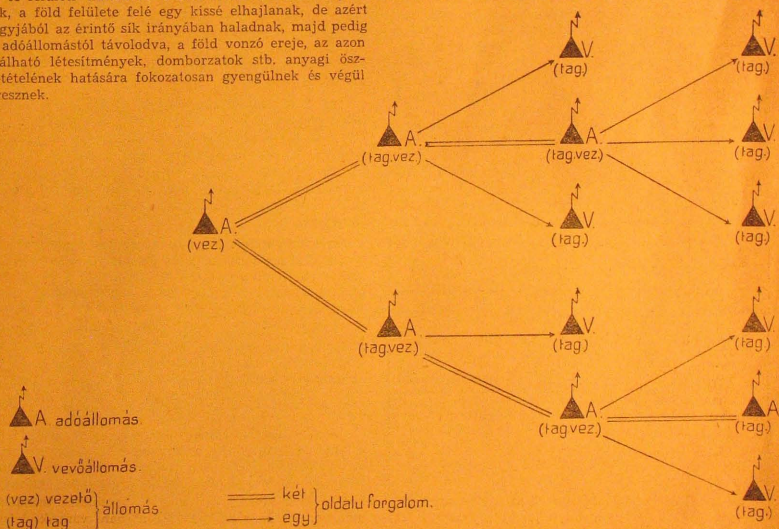 k, a föld felülete felé egy kissé elhajlanak, de azért
gyjából az érintő sík irányában haladnak, majd pedig
adóállomástól távolodva, a föld vonzó ereje, az azon
álható létesítmények, domborzatok stb. anyagi ösz-
tételének hatására fokozatosan gyengülnek és végül
esznek.
V. V.
(tag.) (tag.)
A. A. V.
(tag.vez.) (tag.vez.) (tag.)
A. V. V.
(vez) (tag.) (tag.)
A V. V.
(tag.vez) (tag.) (tag.)
A. A
(tag.vez.) (tag.)
V.
(tag.)
A. adóállomás.
V. vevőállomás.
(vez) vezető
(tag) tag
állomás
két
egy
oldalu forgalom.